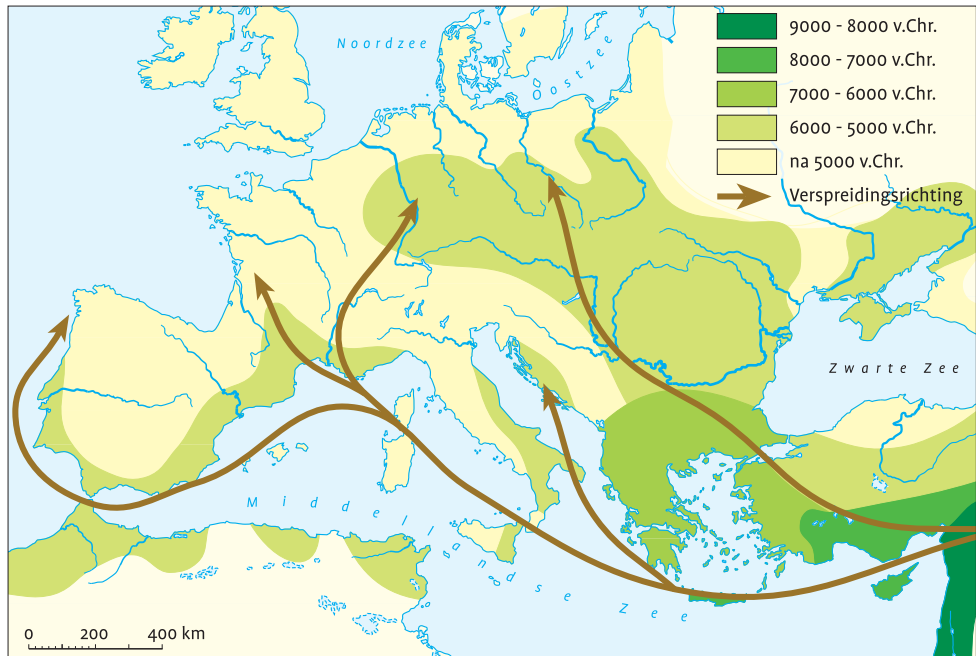 Noordzee
Oostzee
9000 - 8000 v.Chr.
8000 - 7000 v.Chr.
7000 - 6000 v.Chr.
6000 - 5000 v.Chr.
na 5000 v.Chr.
Verspreidingsrichting
Zwarte Zee
Middellandse Zee
0 200 400 km